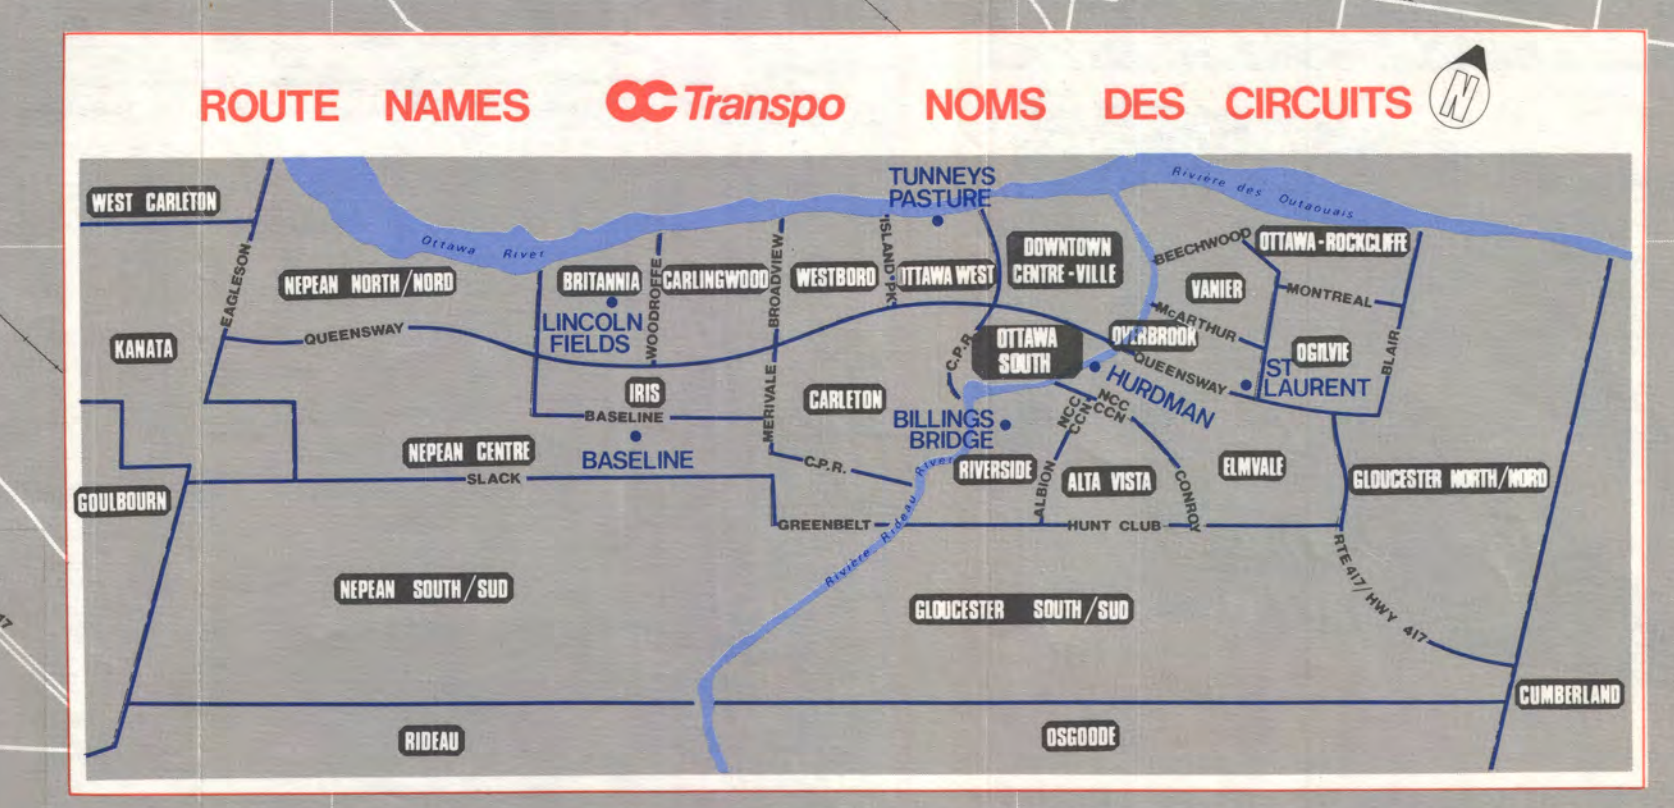 ROUTE NAMES OC Transpo NOMS DES CIRCUITS N
TUNNEYS
PASTURE
Rivière des Outaouais
WEST CARLETON
Ottawa River
EAGLESON
NEPEAN NORTH/NORD
BRITANNIA
WOODROFFE
CARLINGWOOD
BROADVIEW
WESTBORO
ISLAND PK
OTTAWA WEST
DOWNTOWN
CENTRE-VILLE
BEECHWOOD
OTTAWA-ROCKCLIFFE
VANIER
MONTREAL
LINCOLN
FIELDS
QUEENSWAY
KANATA
C.P.R.
OTTAWA
SOUTH
McARTHUR
OVERBROOK
OGILVIE
BLAIR
QUEENSWAY
ST
LAURENT
HURDMAN
IRIS
BASELINE
MERIVALE
CARLETON
BILLINGS
BRIDGE
NCC
CCN
NCC
CCN
NEPEAN CENTRE
BASELINE
SLACK
C.P.R.
RIVERSIDE
ALBION
ALTA VISTA
CONROY
ELMVALE
GLOUCESTER NORTH/NORD
GOULBOURN
GREENBELT
HUNT CLUB
Rivière Rideau River
RTE 417/HWY 417
NEPEAN SOUTH/SUD
GLOUCESTER SOUTH/SUD
CUMBERLAND
RIDEAU
OSGOODE